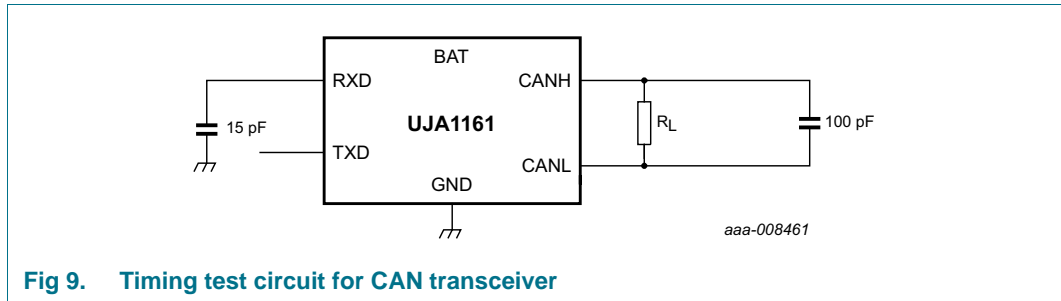 BAT
RXD
CANH
15 pF
UJA1161
RL
100 pF
TXD
CANL
GND
aaa-008461
Fig 9. Timing test circuit for CAN transceiver